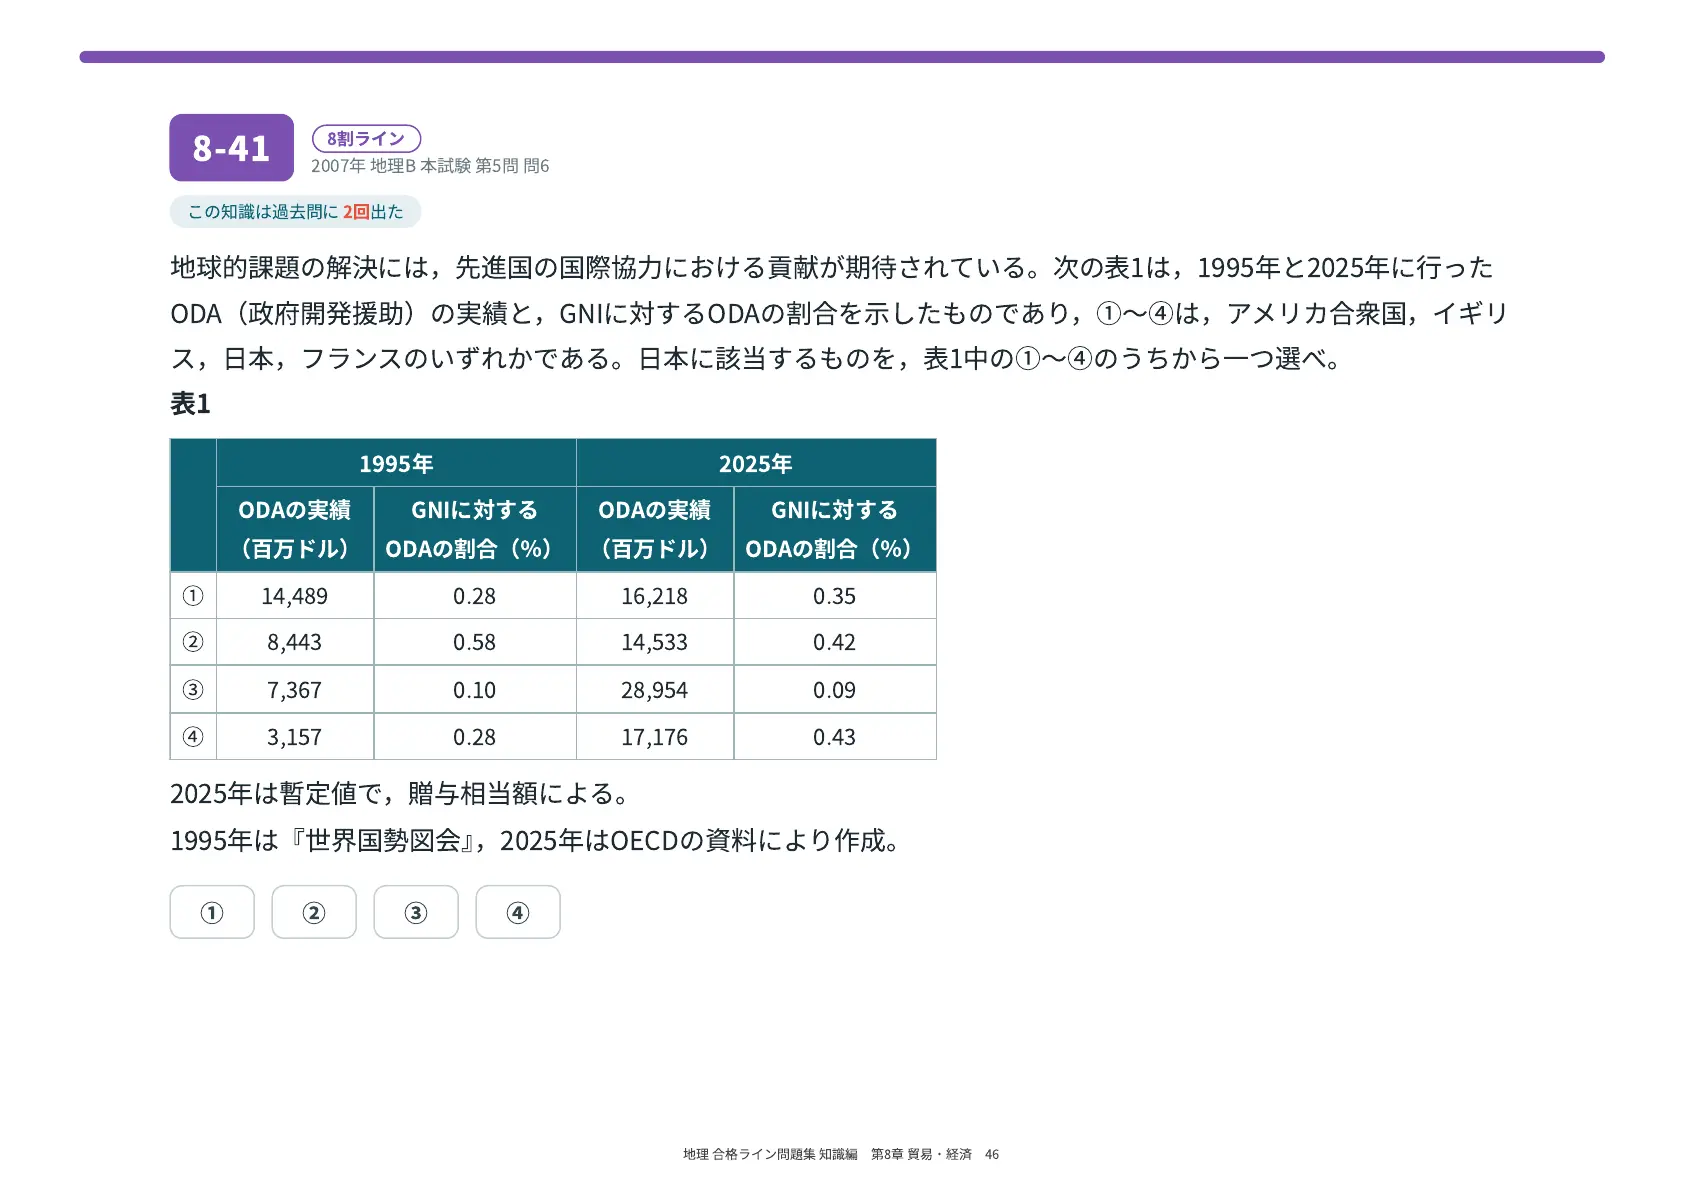 8-41
8割ライン
2007年 地理B 本試験 第5問 問6
この知識は過去問に 2回出た
地球的課題の解決には，先進国の国際協力における貢献が期待されている。次の表1は，1995年と2025年に行った
ODA（政府開発援助）の実績と，GNIに対するODAの割合を示したものであり，①～④は，アメリカ合衆国，イギリ
ス，日本，フランスのいずれかである。日本に該当するものを，表1中の①～④のうちから一つ選べ。
表1
1995年 2025年
ODAの実績（百万ドル） GNIに対するODAの割合（%） ODAの実績（百万ドル） GNIに対するODAの割合（%）
① 14,489 0.28 16,218 0.35
② 8,443 0.58 14,533 0.42
③ 7,367 0.10 28,954 0.09
④ 3,157 0.28 17,176 0.43
2025年は暫定値で，贈与相当額による。
1995年は『世界国勢図会』，2025年はOECDの資料により作成。
① ② ③ ④
地理 合格ライン問題集 知識編　第8章 貿易・経済　46